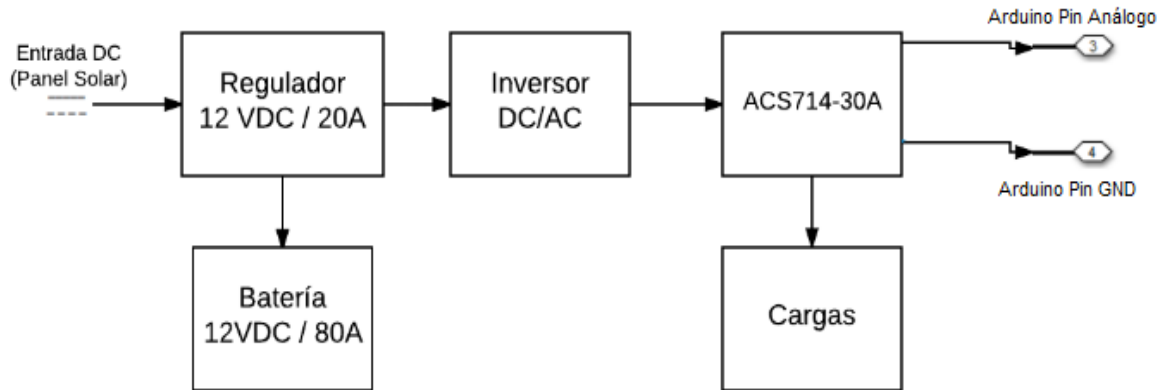 Arduino Pin Análogo
3
Entrada DC
(Panel Solar)
Regulador
12 VDC / 20A
Inversor
DC/AC
ACS714-30A
4
Arduino Pin GND
Batería
12VDC / 80A
Cargas